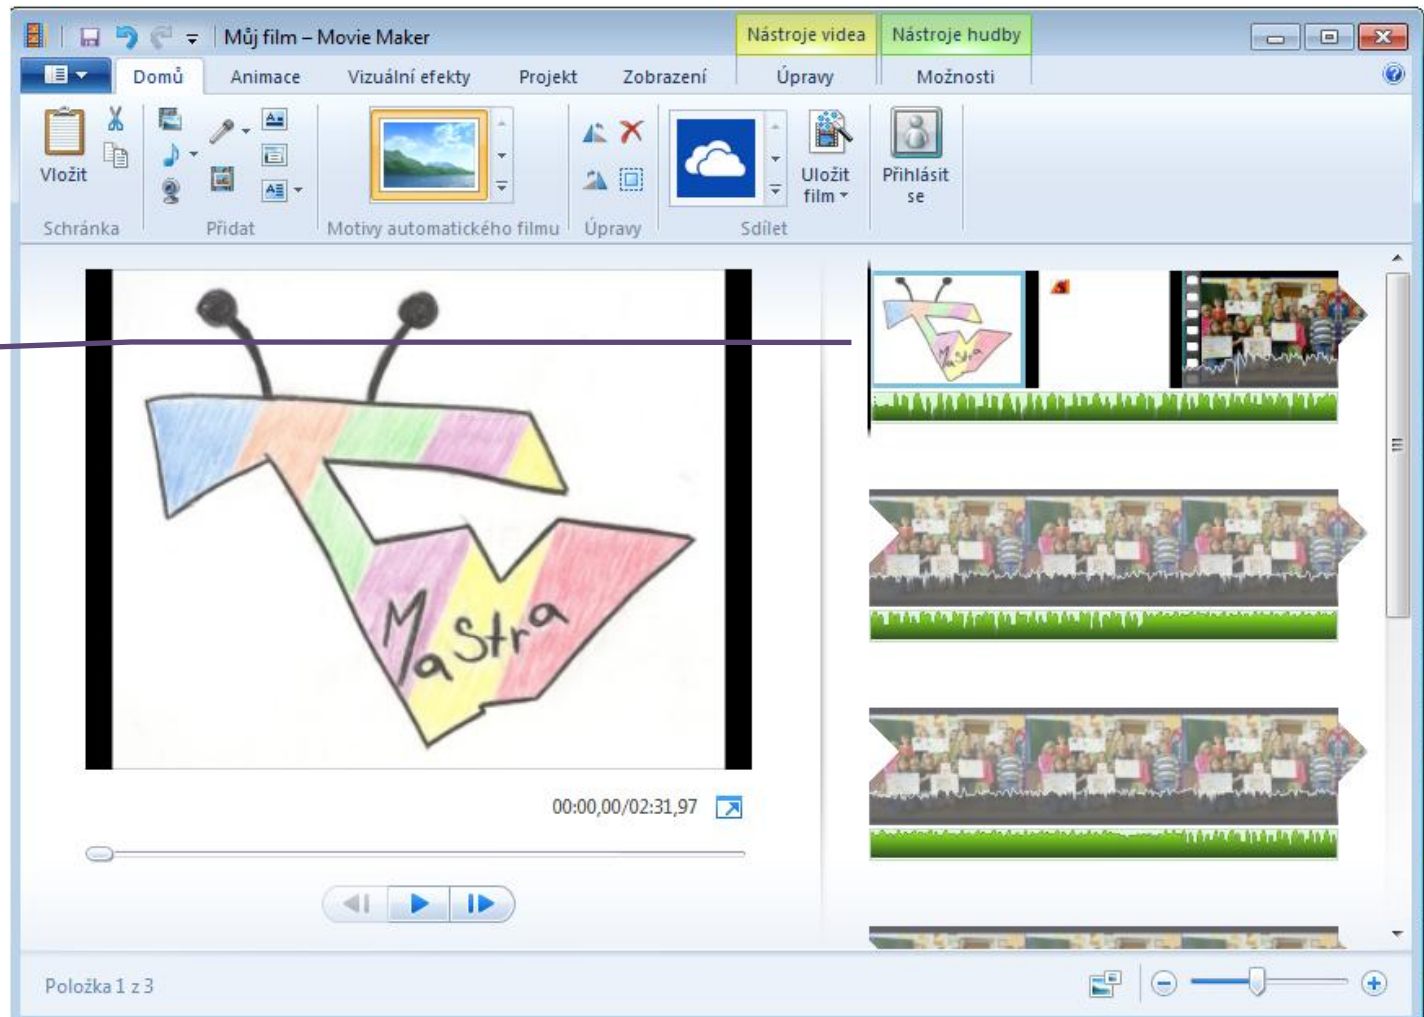 Můj film – Movie Maker
Nástroje videa
Nástroje hudby
Domů
Animace
Vizuální efekty
Projekt
Zobrazení
Úpravy
Možnosti
Vložit
Uložit
film
Přihlásit
se
Schránka
Přidat
Motivy automatického filmu
Úpravy
Sdílet
MaStra
MaStra
00:00,00/02:31,97
Položka 1 z 3